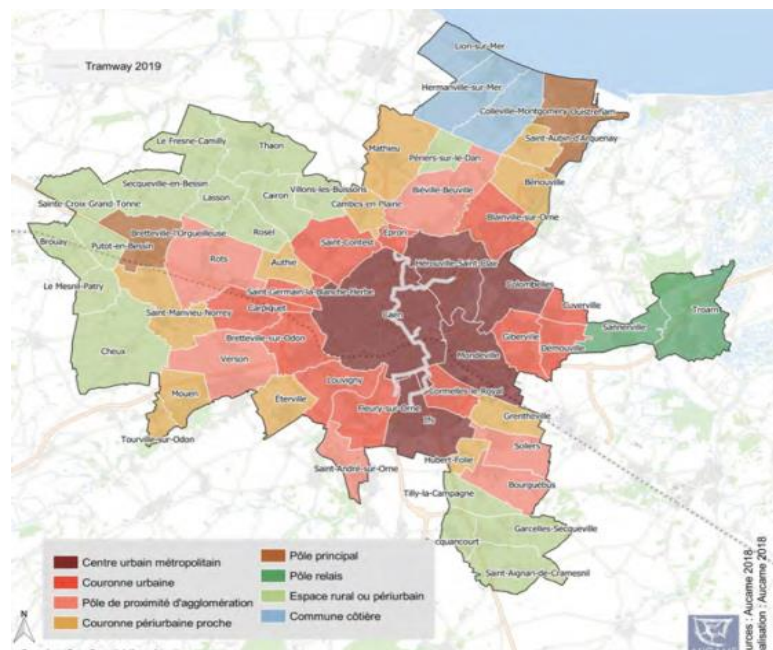 Tramway 2019
Lion-sur-Mer
Hermanville-sur-Mer
Colleville-Montgomery
Ouistreham
Saint-Aubin-d'Arquenay
Mathieu
Périers-sur-le-Dan
Bénouville
Le Fresne-Camilly
Thaon
Secqueville-en-Bessin
Villons-les-Buissons
Biéville-Beuville
Sainte-Croix-Grand-Tonne
Lasson
Cairon
Cambes-en-Plaine
Blainville-sur-Orne
Bretteville-l'Orgueilleuse
Rosel
Epron
Brouay
Putot-en-Bessin
Saint-Contest
Rots
Authie
Hérouville-Saint-Clair
Le Mesnil-Patry
Saint-Germain-la-Blanche-Herbe
Colombelles
Cuverville
Troarn
Saint-Manvieu-Norrey
Carpiquet
Caen
Sannerville
Bretteville-sur-Odon
Giberville
Démouville
Cheux
Verson
Mondeville
Louvigny
Cormelles-le-Royal
Mouen
Éterville
Fleury-sur-Orne
Ifs
Grentheville
Tourville-sur-Odon
Soliers
Hubert-Folie
Saint-André-sur-Orne
Bourguébus
Tilly-la-Campagne
Garcelles-Secqueville
cquancourt
Saint-Aignan-de-Cramesnil
Centre urbain métropolitain
Couronne urbaine
Pôle de proximité d'agglomération
Couronne périurbaine proche
Pôle principal
Pôle relais
Espace rural ou périurbain
Commune côtière
N
urces : Aucame 2018-
alisation : Aucame 2018